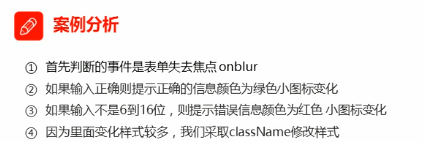 案例分析
① 首先判断的事件是表单失去焦点 onblur
② 如果输入正确则提示正确的信息颜色为绿色小图标变化
③ 如果输入不是6到16位，则提示错误信息颜色为红色 小图标变化
④ 因为里面变化样式较多，我们采取className修改样式